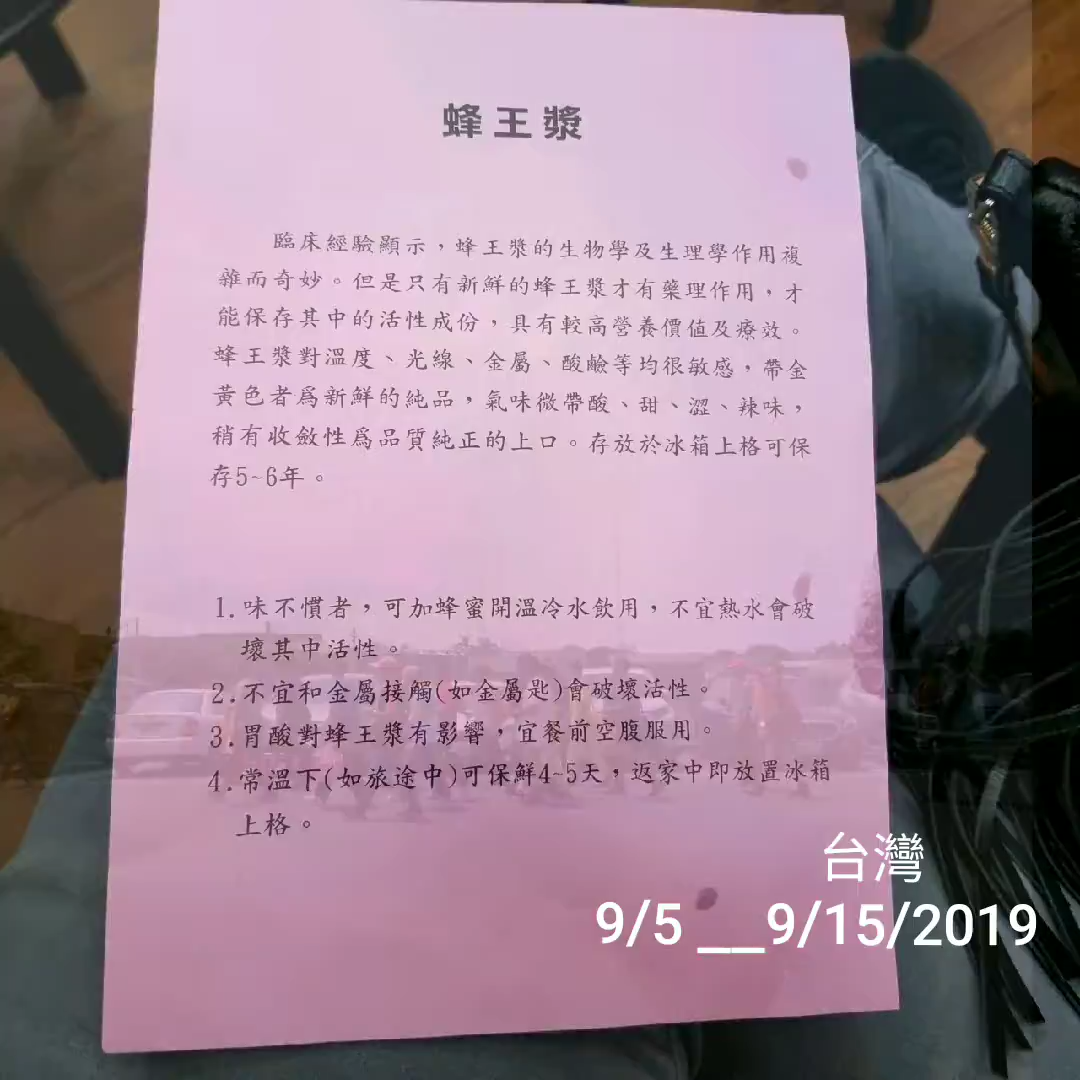 蜂王漿
臨床經驗顯示，蜂王漿的生物學及生理學作用複
雜而奇妙。但是只有新鮮的蜂王漿才有藥理作用，才
能保存其中的活性成份，具有較高營養價值及療效。
蜂王漿對溫度、光線、金屬、酸鹼等均很敏感，帶金
黃色者爲新鮮的純品，氣味微帶酸、甜、澀、辣味，
稍有收斂性爲品質純正的上口。存放於冰箱上格可保
存5~6年。
1.味不慣者，可加蜂蜜開溫冷水飲用，不宜熱水會破
壞其中活性。
2.不宜和金屬接觸(如金屬匙)會破壞活性。
3.胃酸對蜂王漿有影響，宜餐前空腹服用。
4.常溫下(如旅途中)可保鮮4~5天，返家中即放置冰箱
上格。
台灣
9/5 __9/15/2019